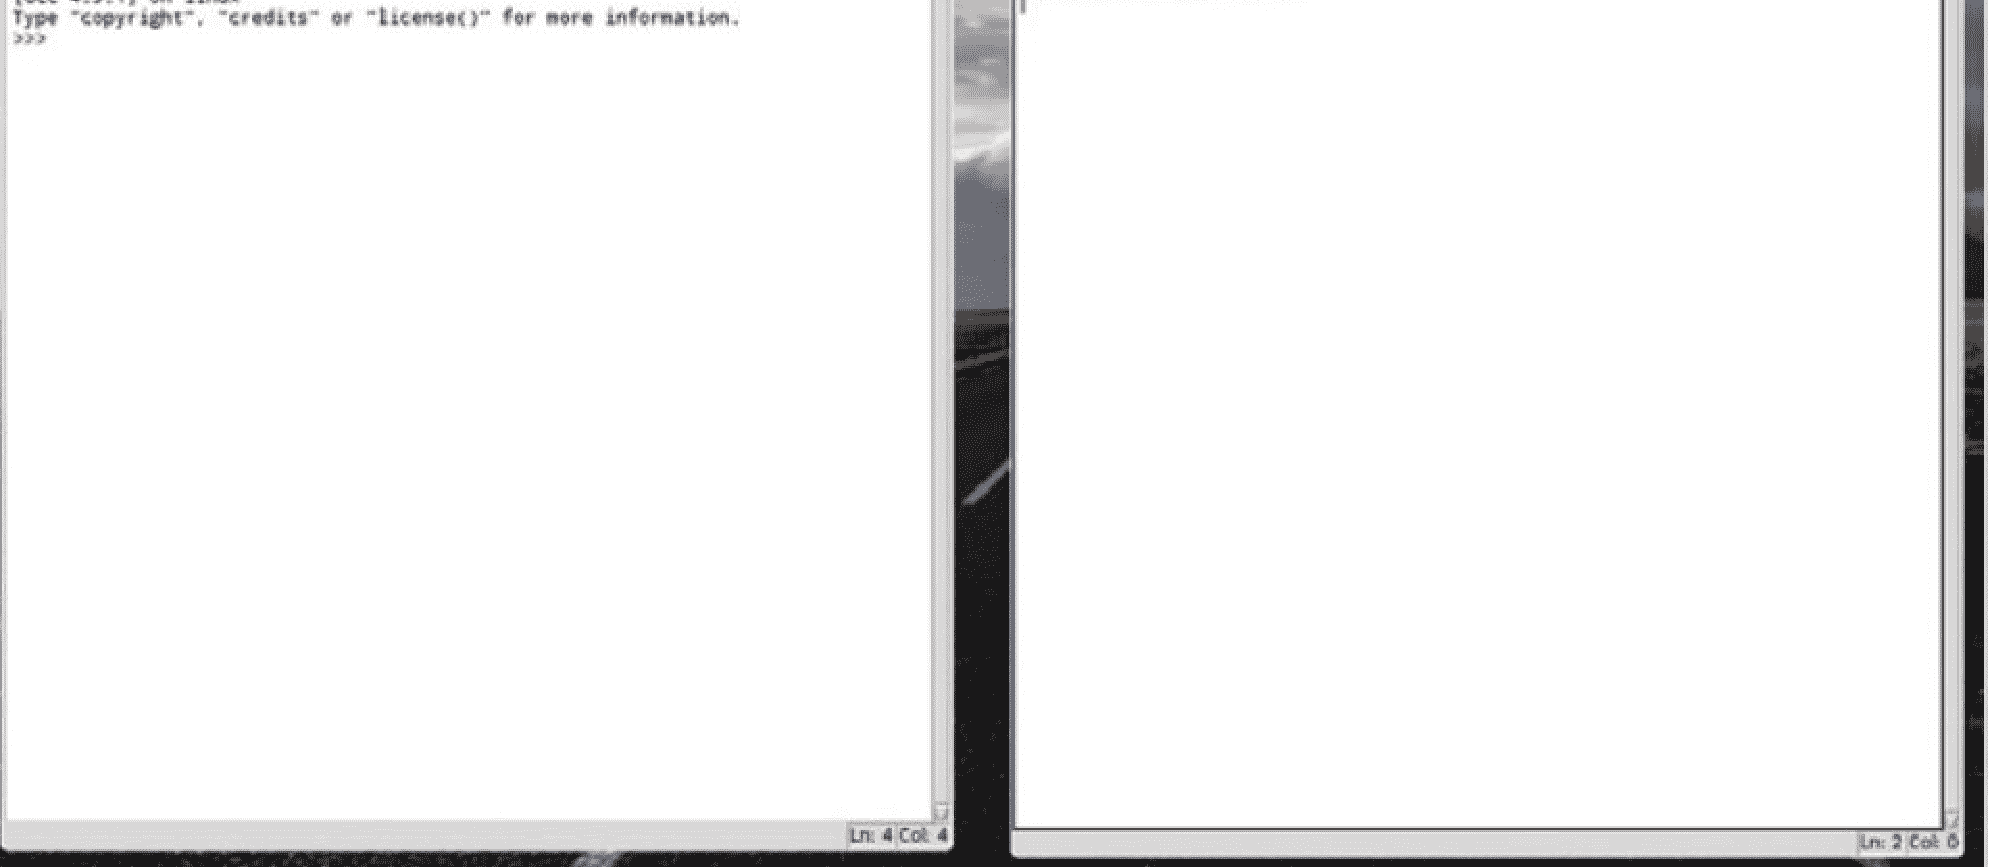 Type "copyright", "credits" or "license()" for more information.
>>>
Ln: 4 Col: 4
Ln: 2 Col: 0